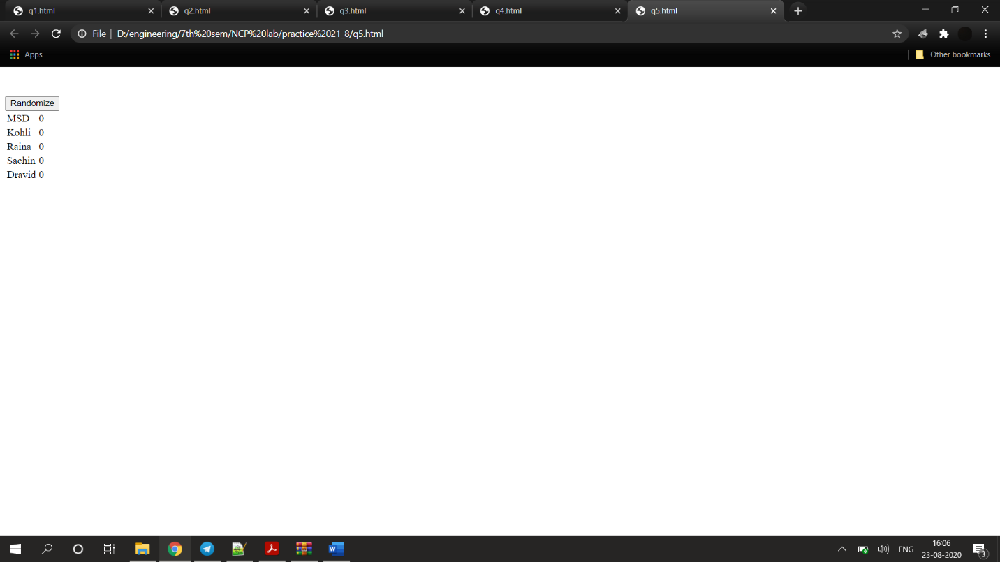 q1.html q2.html q3.html q4.html q5.html
File D:/engineering/7th%20sem/NCP%20lab/practice%2021_8/q5.html
Apps Other bookmarks
Randomize
MSD 0
Kohli 0
Raina 0
Sachin 0
Dravid 0
W ENG 16:06
23-08-2020 3